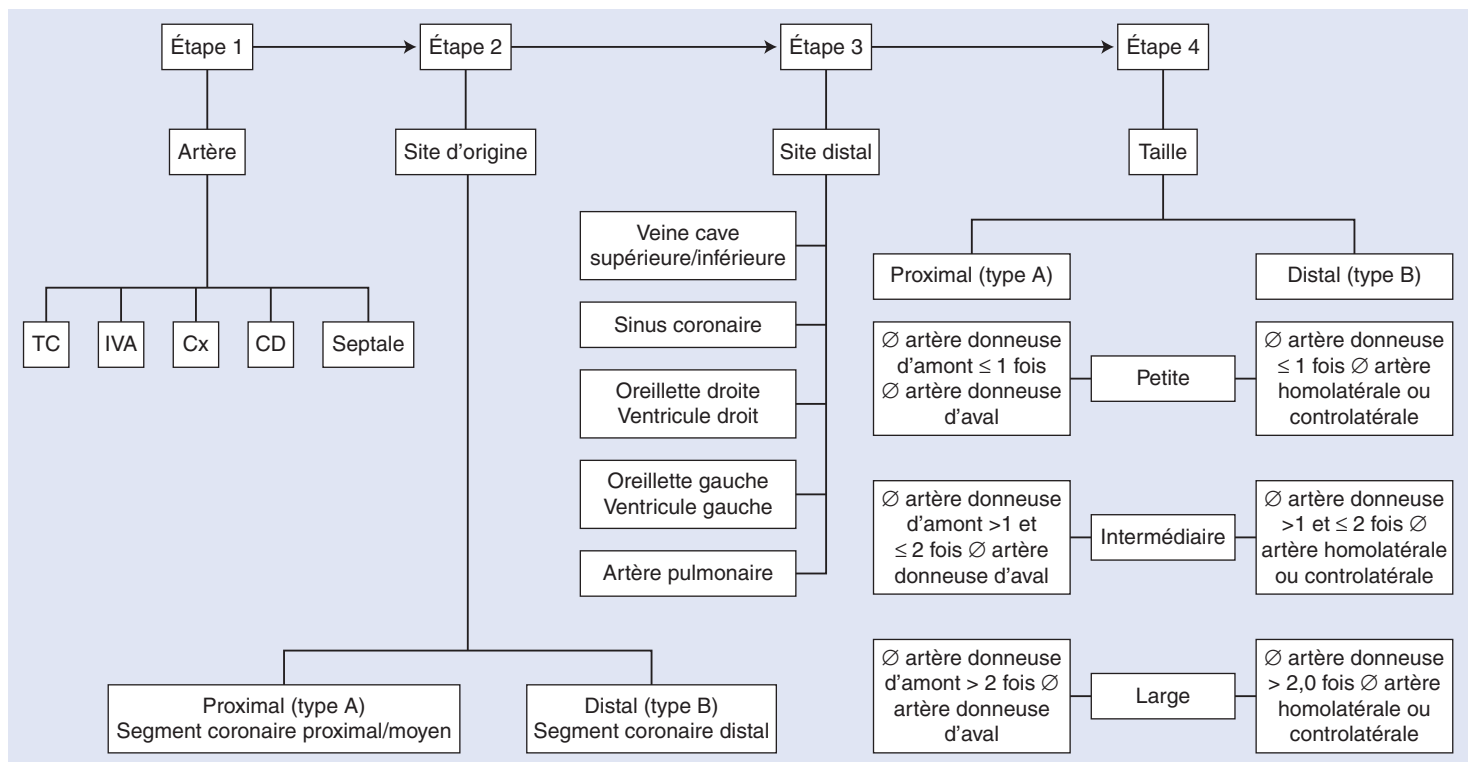 Étape 1
Étape 2
Étape 3
Étape 4
Artère
Site d'origine
Site distal
Taille
TC
IVA
Cx
CD
Septale
Proximal (type A)
Segment coronaire proximal/moyen
Distal (type B)
Segment coronaire distal
Veine cave
supérieure/inférieure
Sinus coronaire
Oreillette droite
Ventricule droit
Oreillette gauche
Ventricule gauche
Artère pulmonaire
Proximal (type A)
Distal (type B)
∅ artère donneuse
d'amont ≤ 1 fois
∅ artère donneuse
d'aval
Petite
∅ artère donneuse
≤ 1 fois ∅ artère
homolatérale ou
controlatérale
∅ artère donneuse
d'amont >1 et
≤ 2 fois ∅ artère
donneuse d'aval
Intermédiaire
∅ artère donneuse
>1 et ≤ 2 fois ∅
artère homolatérale
ou controlatérale
∅ artère donneuse
d'amont > 2 fois ∅
artère donneuse
d'aval
Large
∅ artère donneuse
> 2,0 fois ∅ artère
homolatérale ou
controlatérale